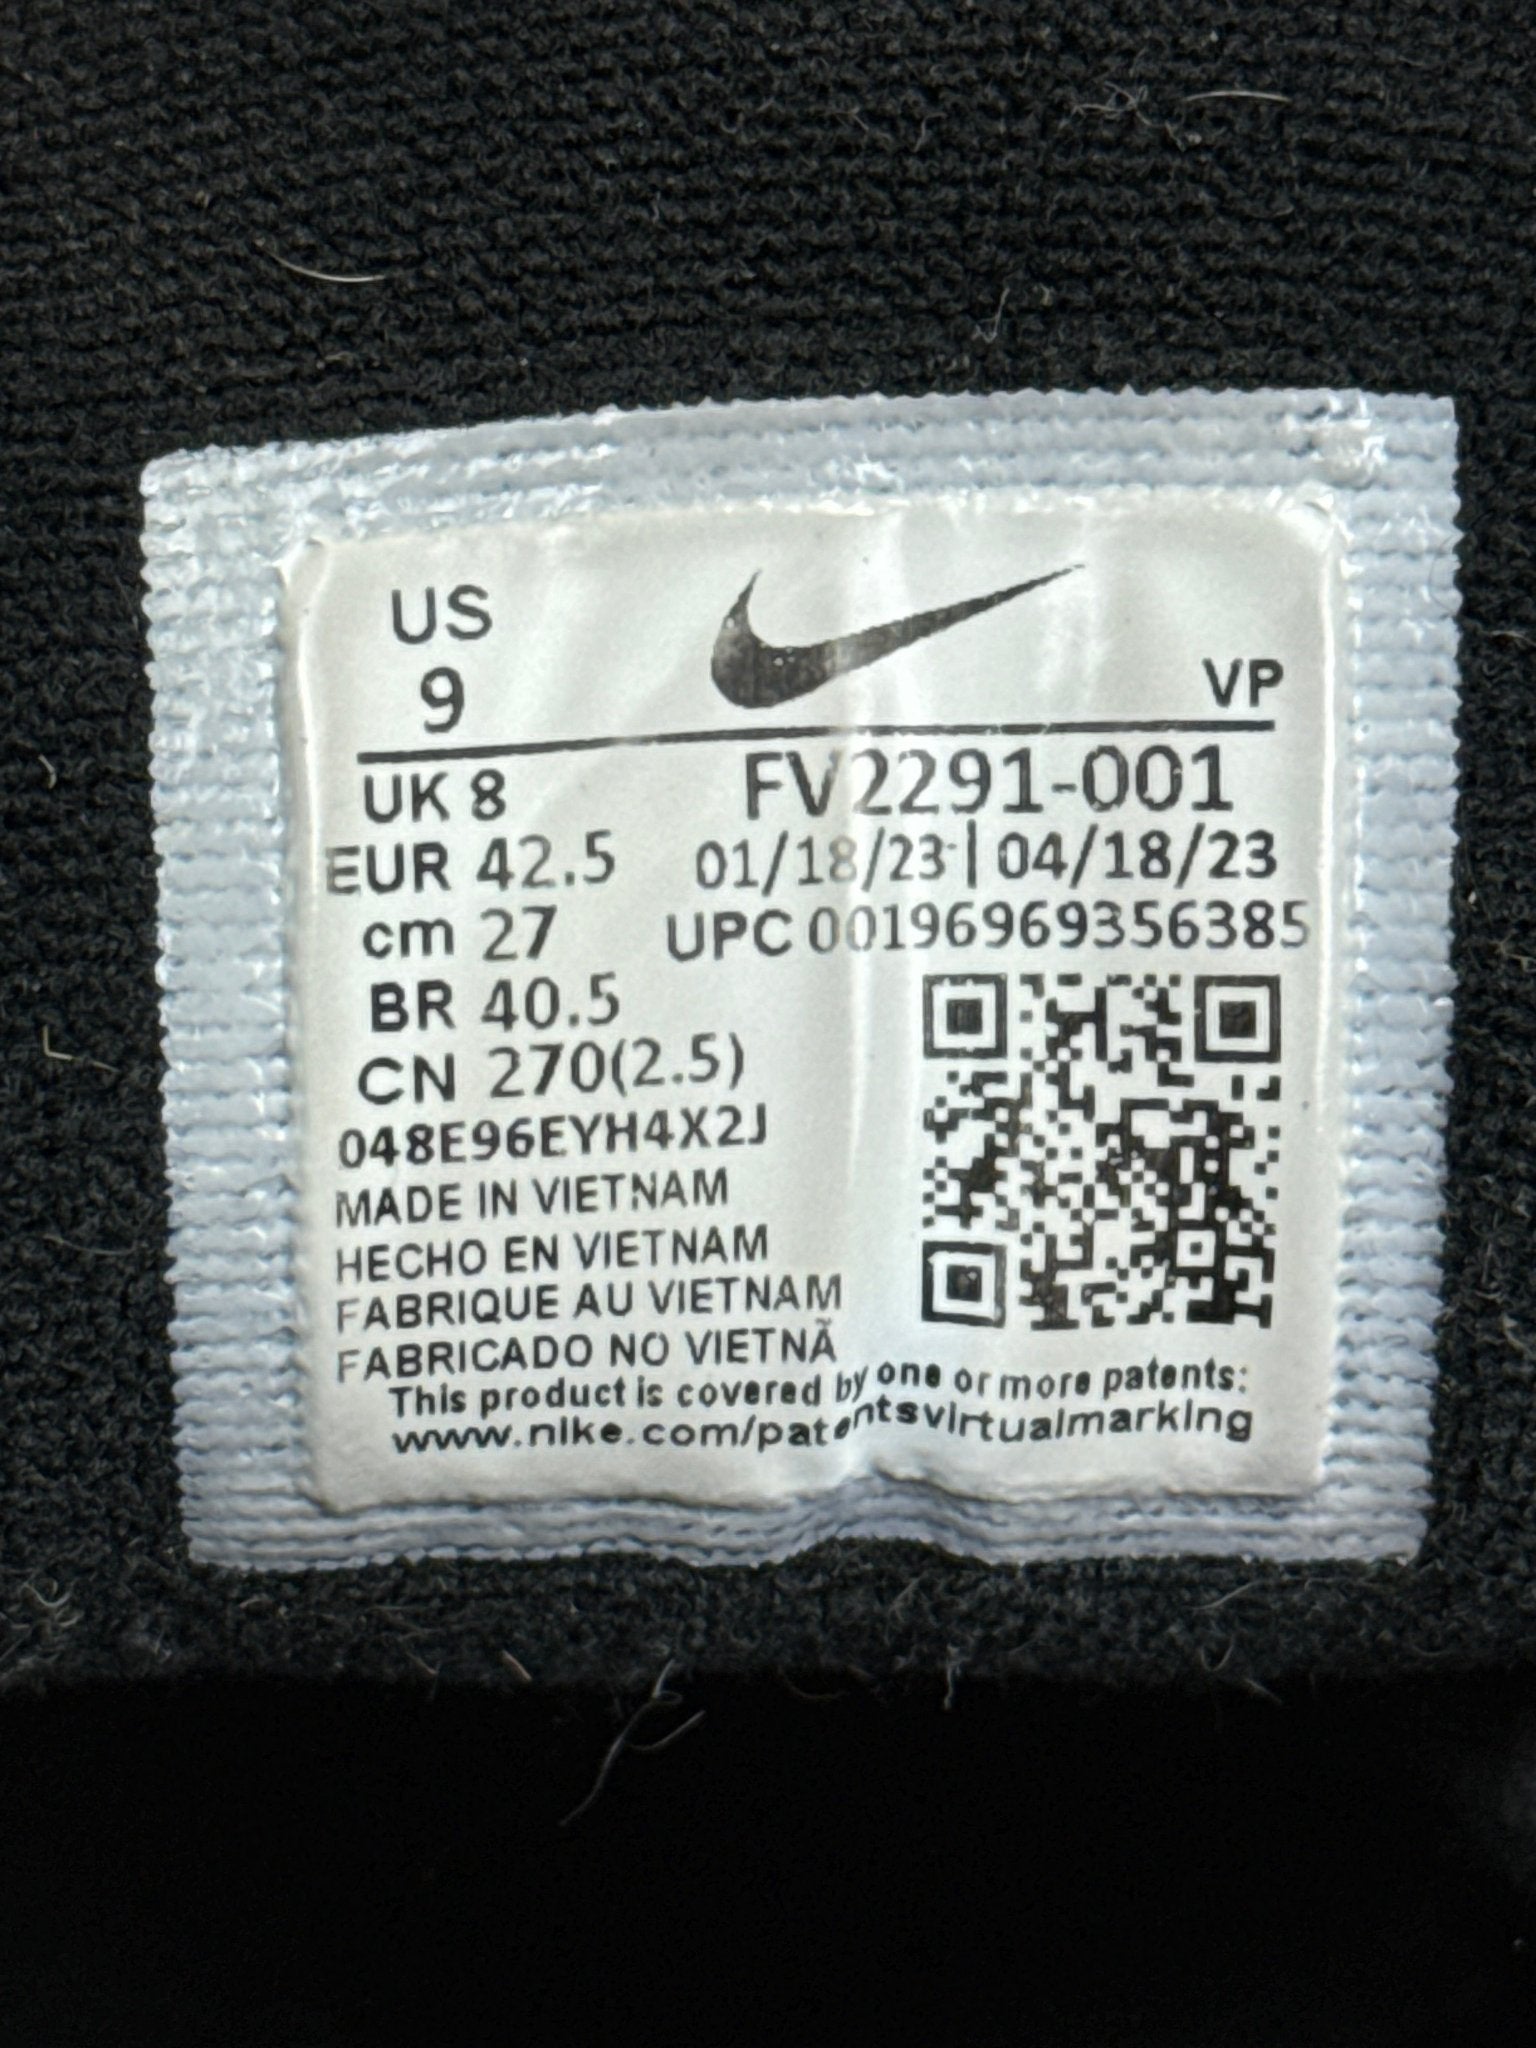 US
9
VP
UK 8
FV2291-001
EUR 42.5
01/18/23 | 04/18/23
cm 27
UPC 00196969356385
BR 40.5
CN 270(2.5)
048E96EYH4X2J
MADE IN VIETNAM
HECHO EN VIETNAM
FABRIQUE AU VIETNAM
FABRICADO NO VIETNÃ
This product is covered by one or more patents:
www.nike.com/patentsvirtualmarking